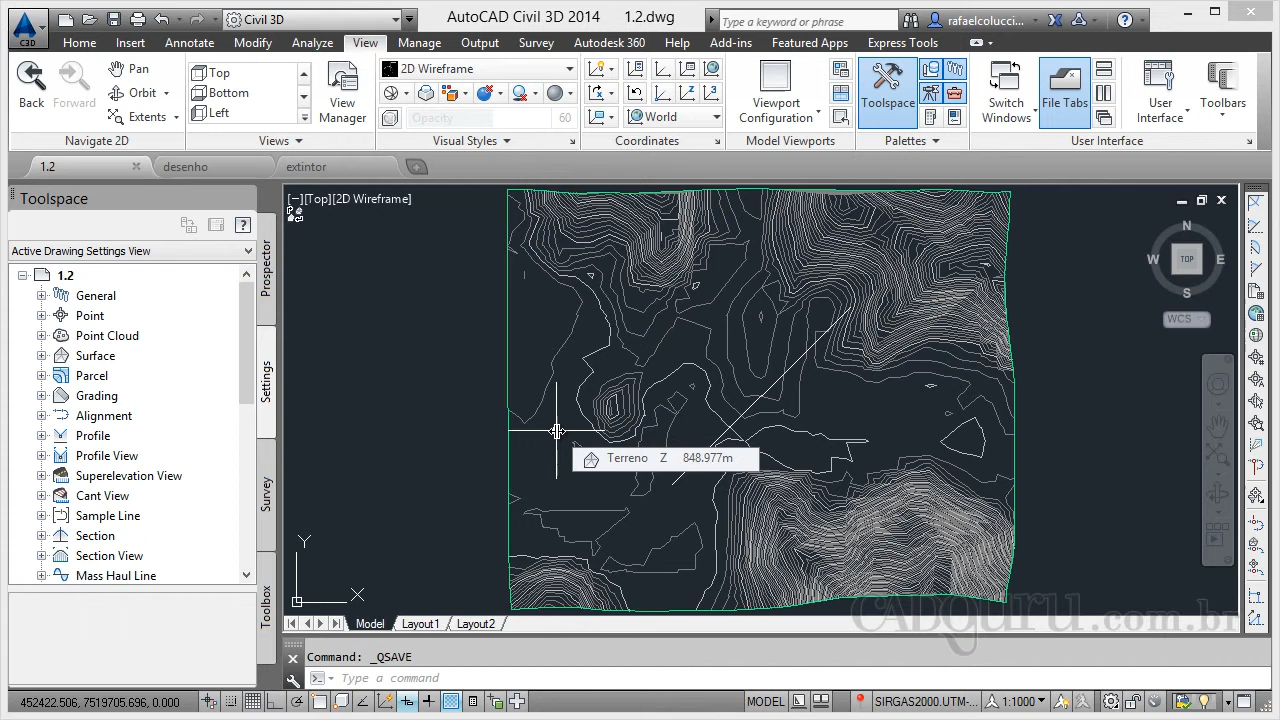 Civil 3D
AutoCAD Civil 3D 2014 1.2.dwg
Type a keyword or phrase
rafaelcolucci...
C3D
Home Insert Annotate Modify Analyze View Manage Output Survey Autodesk 360 Help Add-ins Featured Apps Express Tools
Back
Forward
Pan
Orbit
Extents
Navigate 2D
Top
Bottom
Left
View
Manager
Views
2D Wireframe
Opacity 60
Visual Styles
World
Coordinates
Viewport
Configuration
Model Viewports
Toolspace
Palettes
Switch
Windows
File Tabs
User
Interface
Toolbars
User Interface
1.2
desenho
extintor
Toolspace
Active Drawing Settings View
1.2
General
Point
Point Cloud
Surface
Parcel
Grading
Alignment
Profile
Profile View
Superelevation View
Cant View
Sample Line
Section
Section View
Mass Haul Line
Prospector
Settings
Survey
Toolbox
[−][Top][2D Wireframe]
N
W TOP E
S
WCS
Terreno Z 848.977m
Y
X
CADguru.com.br
Model Layout1 Layout2
Command: _QSAVE
Type a command
452422.506, 7519705.696, 0.000
MODEL
SIRGAS2000.UTM-...
1:1000